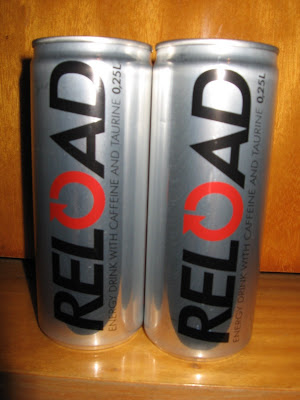 RELOAD
ENERGY DRINK WITH CAFFEINE AND TAURINE 0,25L
RELOAD
ENERGY DRINK WITH CAFFEINE AND TAURINE 0,25L